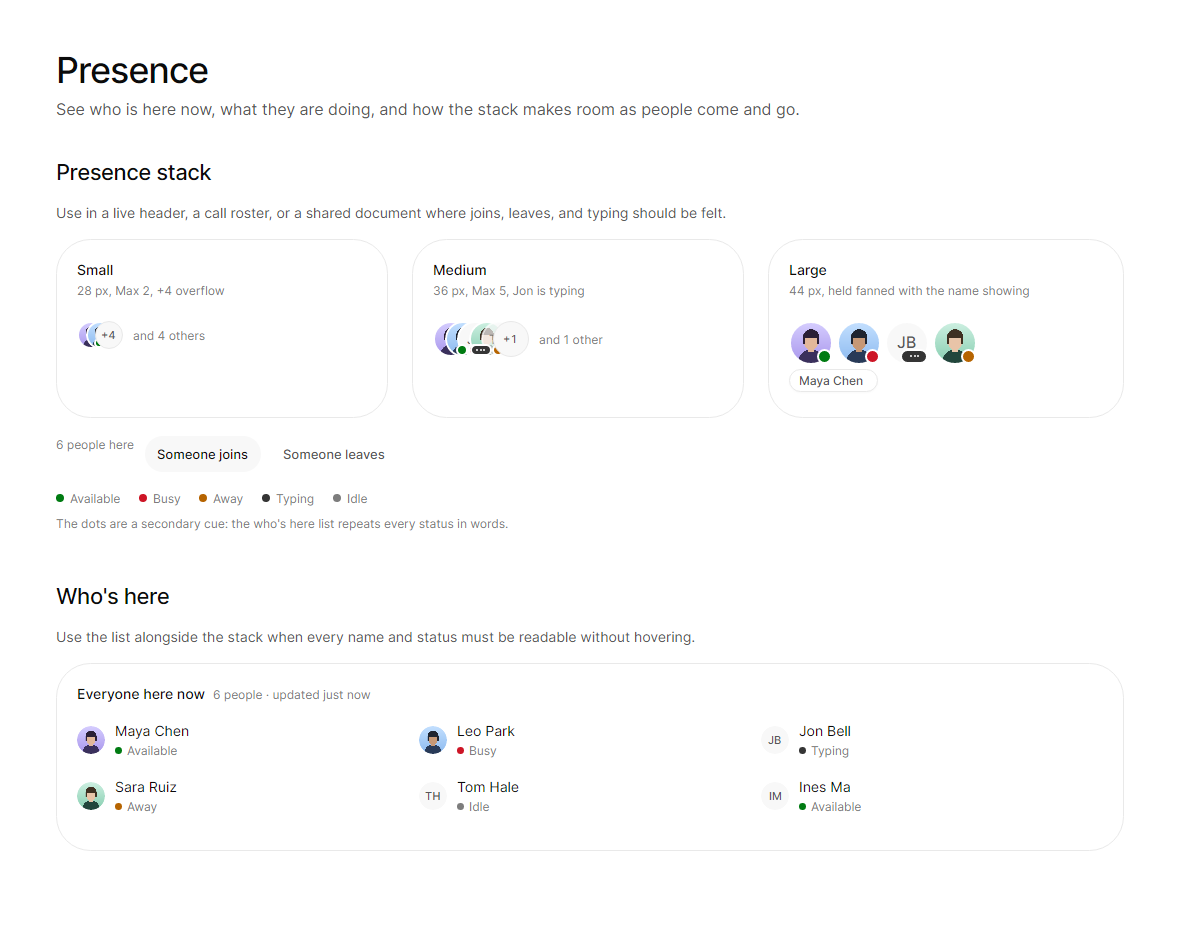 Presence
See who is here now, what they are doing, and how the stack makes room as people come and go.
Presence stack
Use in a live header, a call roster, or a shared document where joins, leaves, and typing should be felt.
Small
28 px, Max 2, +4 overflow
+4
and 4 others
Medium
36 px, Max 5, Jon is typing
+1
and 1 other
Large
44 px, held fanned with the name showing
JB
Maya Chen
6 people here
Someone joins
Someone leaves
Available
Busy
Away
Typing
Idle
The dots are a secondary cue: the who's here list repeats every status in words.
Who's here
Use the list alongside the stack when every name and status must be readable without hovering.
Everyone here now
6 people · updated just now
Maya Chen
Available
Leo Park
Busy
JB
Jon Bell
Typing
Sara Ruiz
Away
TH
Tom Hale
Idle
IM
Ines Ma
Available